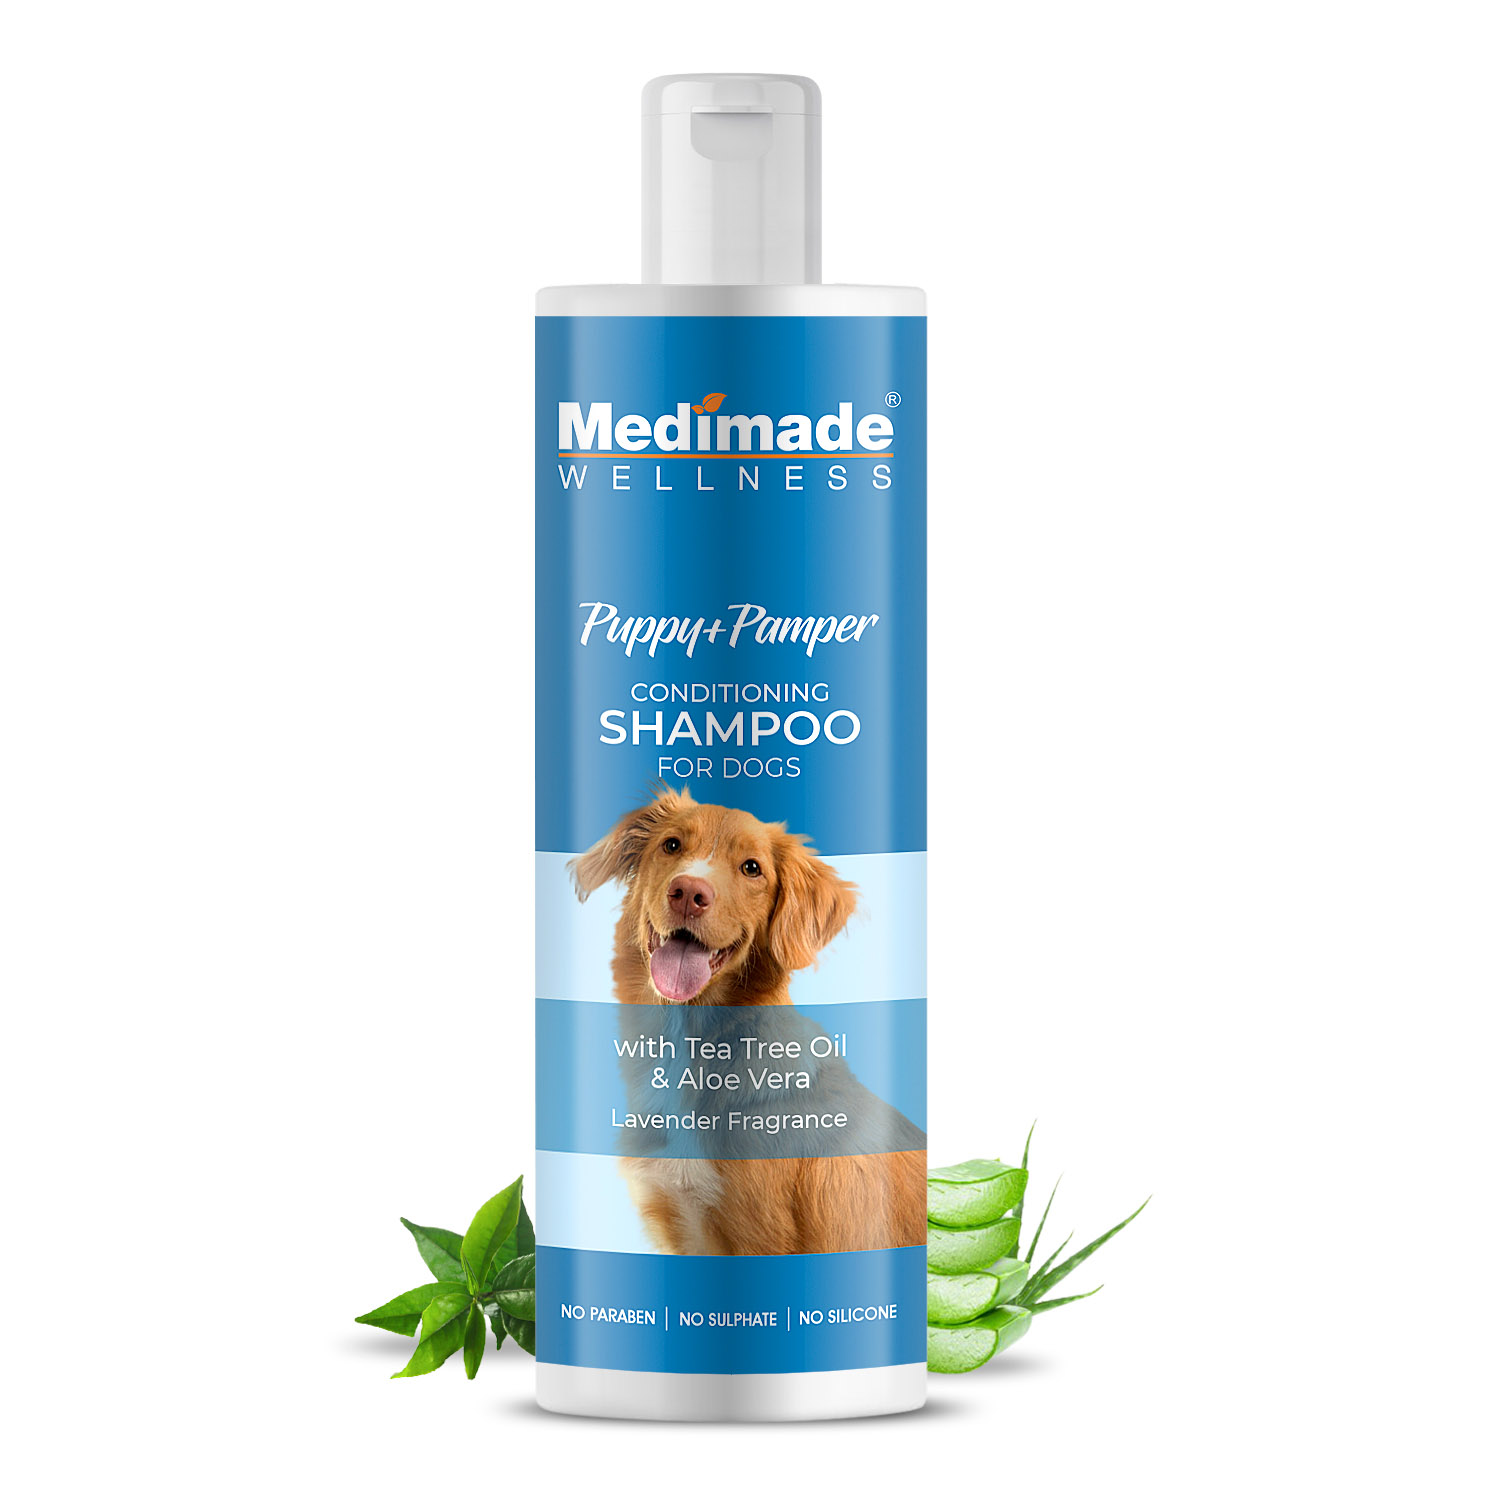 Medimade®
WELLNESS
Puppy+Pamper
CONDITIONING
SHAMPOO
FOR DOGS
with Tea Tree Oil
& Aloe Vera
Lavender Fragrance
NO PARABEN | NO SULPHATE | NO SILICONE